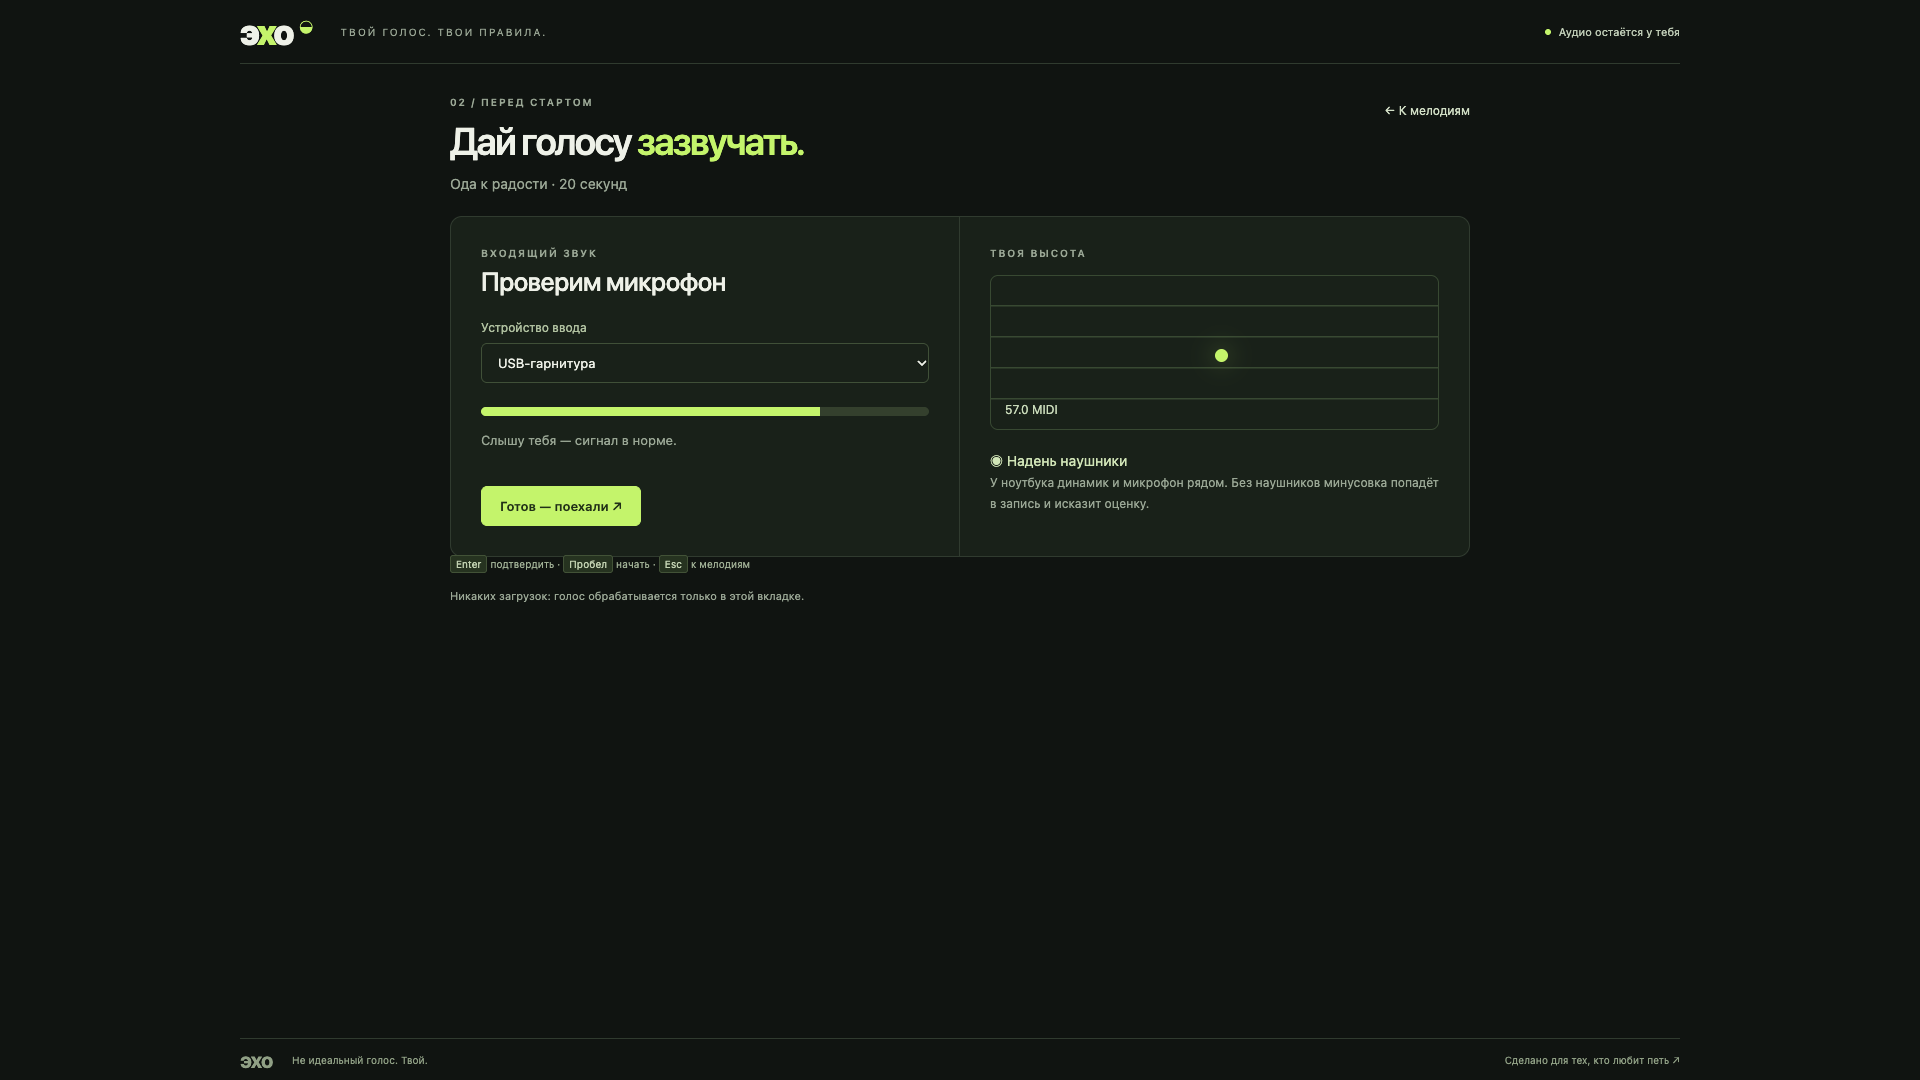 ЭХО
ТВОЙ ГОЛОС. ТВОИ ПРАВИЛА.
Аудио остаётся у тебя
02 / ПЕРЕД СТАРТОМ
← К мелодиям
Дай голосу зазвучать.
Ода к радости · 20 секунд
ВХОДЯЩИЙ ЗВУК
Проверим микрофон
Устройство ввода
USB-гарнитура
Слышу тебя — сигнал в норме.
Готов — поехали ↗
ТВОЯ ВЫСОТА
57.0 MIDI
◉ Надень наушники
У ноутбука динамик и микрофон рядом. Без наушников минусовка попадёт
в запись и исказит оценку.
Enter подтвердить · Пробел начать · Esc к мелодиям
Никаких загрузок: голос обрабатывается только в этой вкладке.
ЭХО
Не идеальный голос. Твой.
Сделано для тех, кто любит петь ↗